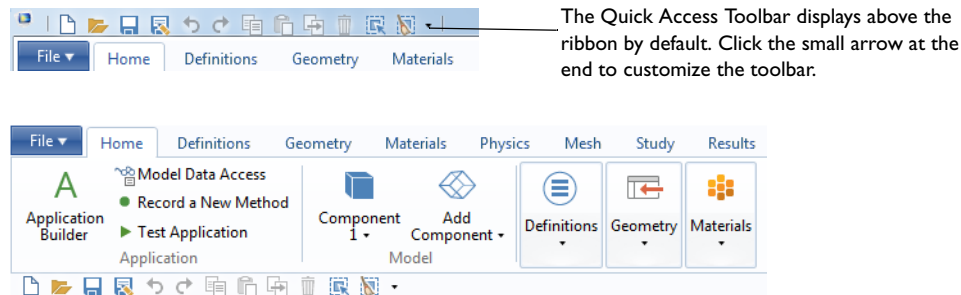 The Quick Access Toolbar displays above the
ribbon by default. Click the small arrow at the
end to customize the toolbar.
File Home Definitions Geometry Materials
File Home Definitions Geometry Materials Physics Mesh Study Results
A
Application
Builder
Model Data Access
Record a New Method
Test Application
Application
Component
1
Add
Component
Model
Definitions
Geometry
Materials